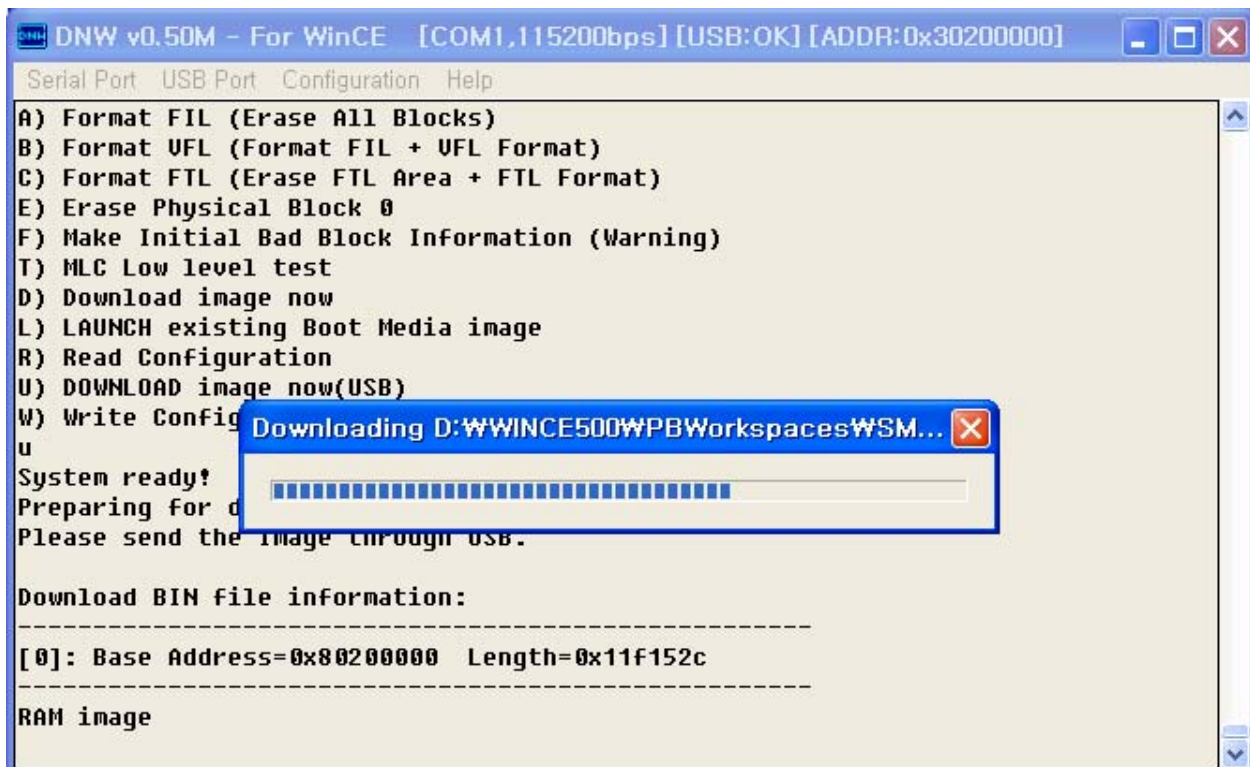 DNW v0.50M - For WinCE [COM1,115200bps] [USB:OK] [ADDR:0x30200000]
Serial Port USB Port Configuration Help
A) Format FIL (Erase All Blocks)
B) Format VFL (Format FIL + VFL Format)
C) Format FTL (Erase FTL Area + FTL Format)
E) Erase Physical Block 0
F) Make Initial Bad Block Information (Warning)
T) MLC Low level test
D) Download image now
L) LAUNCH existing Boot Media image
R) Read Configuration
U) DOWNLOAD image now(USB)
W) Write Config
Downloading D:₩WINCE500₩PBWorkspaces₩SM...
u
System ready!
Preparing for d
Please send the Image through USB.
Download BIN file information:
------------------------------------------------------
[0]: Base Address=0x80200000 Length=0x11f152c
------------------------------------------------------
RAM image